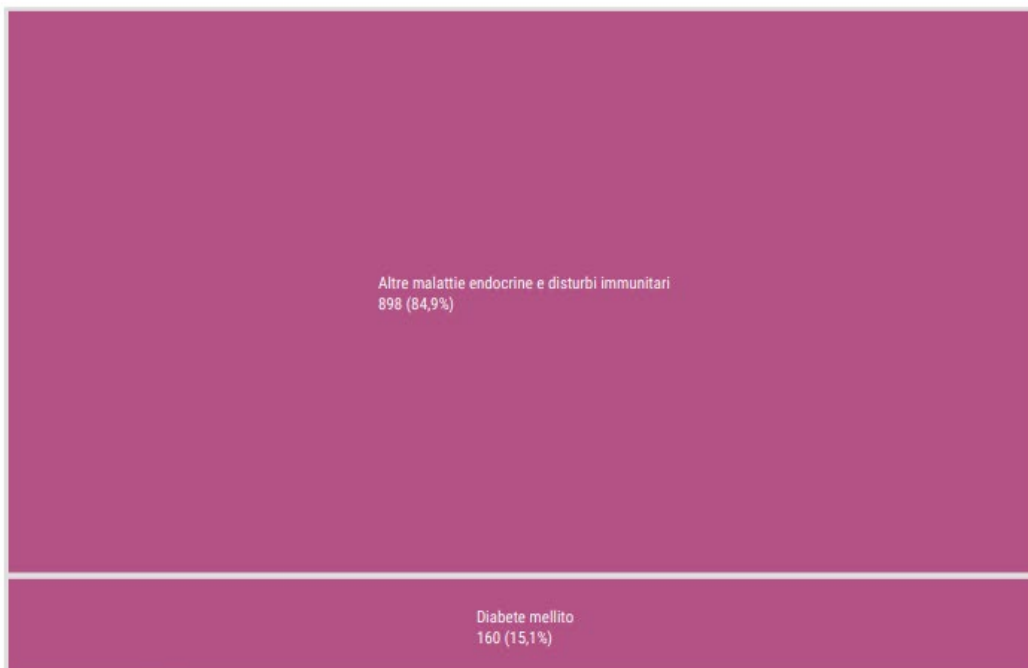 Altre malattie endocrine e disturbi immunitari
898 (84,9%)
Diabete mellito
160 (15,1%)